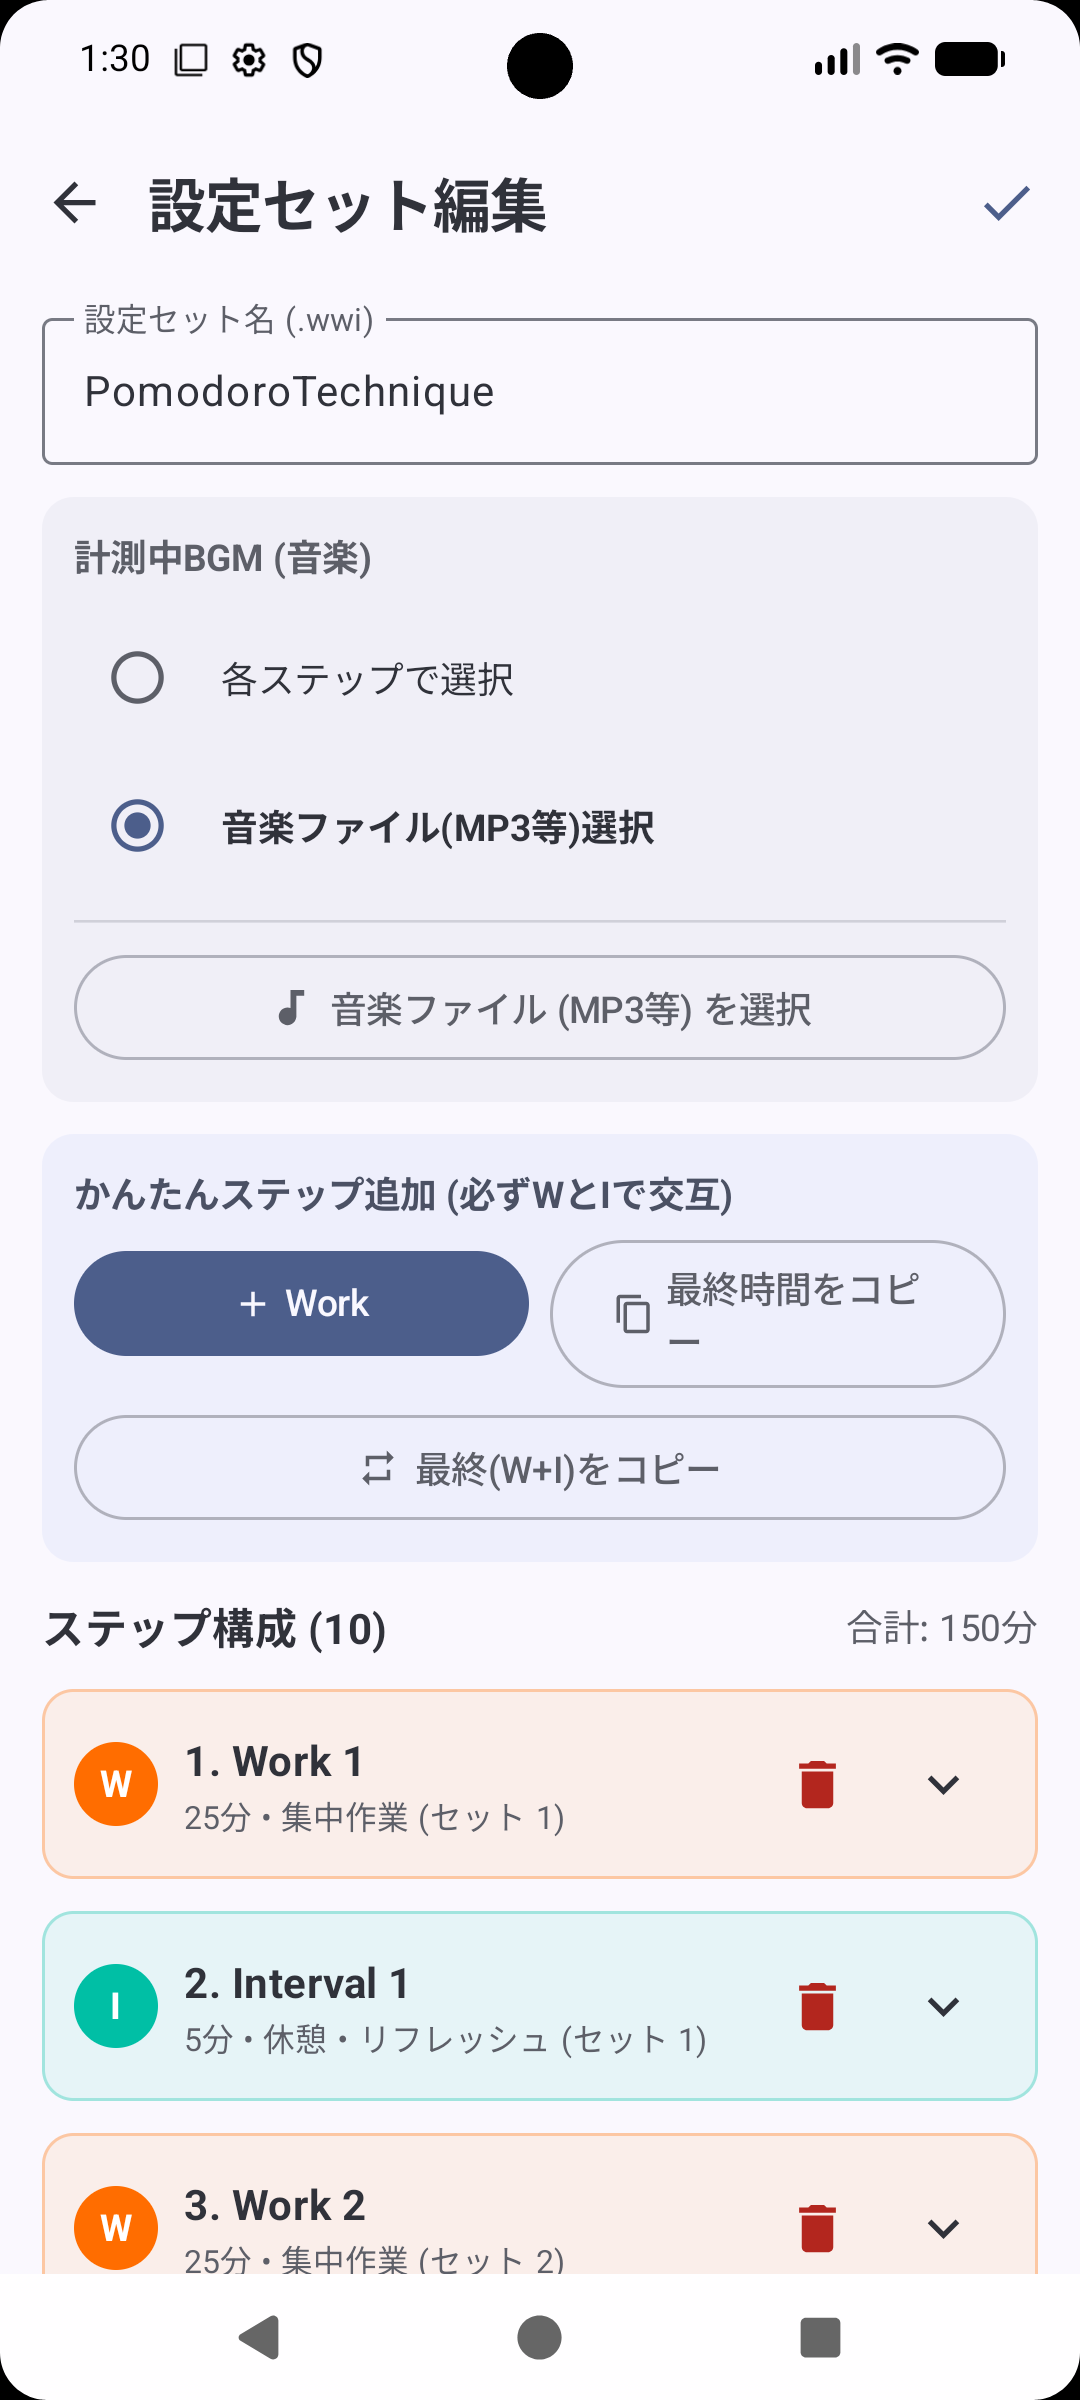 1:30
設定セット編集
設定セット名 (.wwi)
PomodoroTechnique
計測中BGM (音楽)
各ステップで選択
音楽ファイル(MP3等)選択
音楽ファイル (MP3等) を選択
かんたんステップ追加 (必ずWとIで交互)
+ Work
最終時間をコピ
ー
最終(W+I)をコピー
ステップ構成 (10)
合計: 150分
W
1. Work 1
25分・集中作業 (セット 1)
I
2. Interval 1
5分・休憩・リフレッシュ (セット 1)
W
3. Work 2
25分・集中作業 (セット 2)